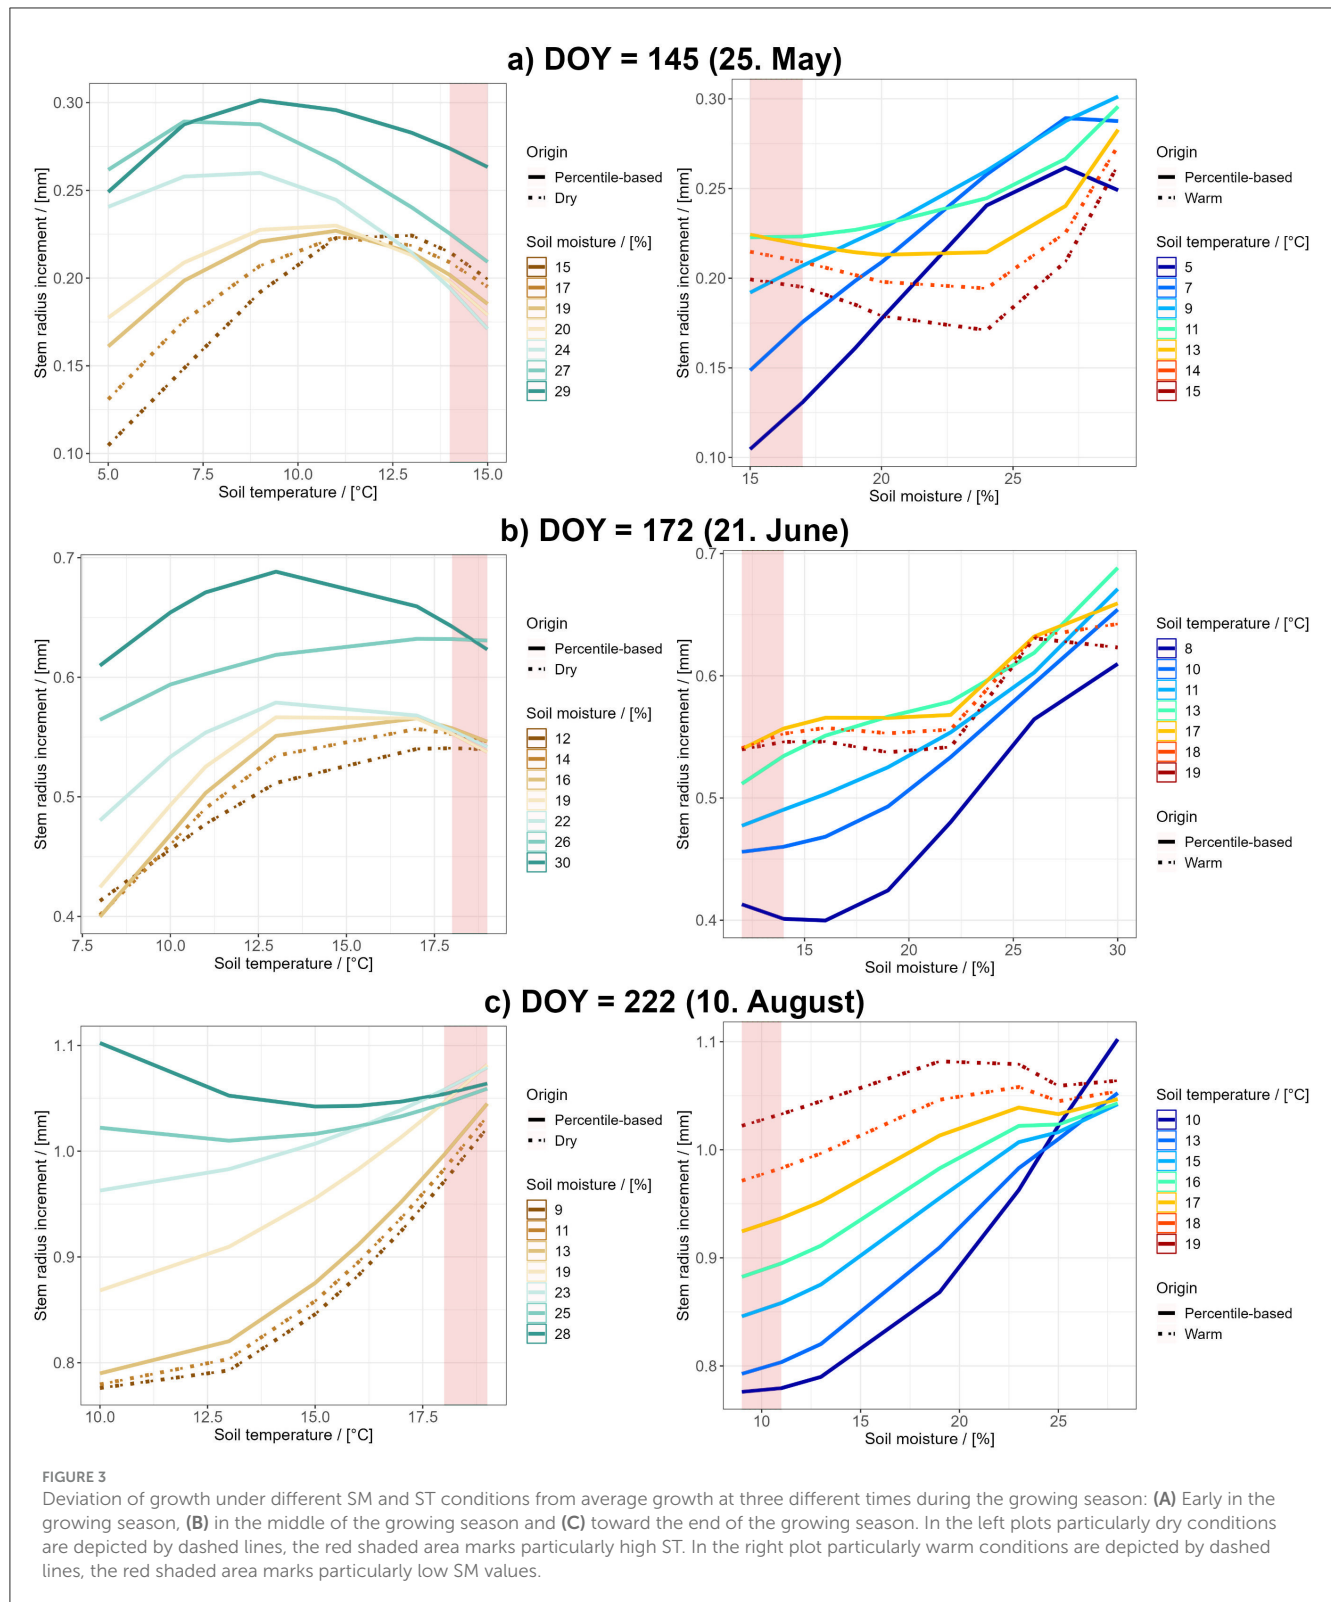 a) DOY = 145 (25. May)
0.30
0.25
0.20
0.15
0.10
5.0 7.5 10.0 12.5 15.0
Soil temperature / [°C]
Stem radius increment / [mm]
Origin
Percentile-based
Dry
Soil moisture / [%]
15
17
19
20
24
27
29
0.30
0.25
0.20
0.15
0.10
15 20 25
Soil moisture / [%]
Stem radius increment / [mm]
Origin
Percentile-based
Warm
Soil temperature / [°C]
5
7
9
11
13
14
15
b) DOY = 172 (21. June)
0.7
0.6
0.5
0.4
7.5 10.0 12.5 15.0 17.5
Soil temperature / [°C]
Stem radius increment / [mm]
Origin
Percentile-based
Dry
Soil moisture / [%]
12
14
16
19
22
26
30
0.7
0.6
0.5
0.4
15 20 25 30
Soil moisture / [%]
Stem radius increment / [mm]
Soil temperature / [°C]
8
10
11
13
17
18
19
Origin
Percentile-based
Warm
c) DOY = 222 (10. August)
1.1
1.0
0.9
0.8
10.0 12.5 15.0 17.5
Soil temperature / [°C]
Stem radius increment / [mm]
Origin
Percentile-based
Dry
Soil moisture / [%]
9
11
13
19
23
25
28
1.1
1.0
0.9
0.8
10 15 20 25
Soil moisture / [%]
Stem radius increment / [mm]
Soil temperature / [°C]
10
13
15
16
17
18
19
Origin
Percentile-based
Warm
FIGURE 3
Deviation of growth under different SM and ST conditions from average growth at three different times during the growing season: (A) Early in the
growing season, (B) in the middle of the growing season and (C) toward the end of the growing season. In the left plots particularly dry conditions
are depicted by dashed lines, the red shaded area marks particularly high ST. In the right plot particularly warm conditions are depicted by dashed
lines, the red shaded area marks particularly low SM values.